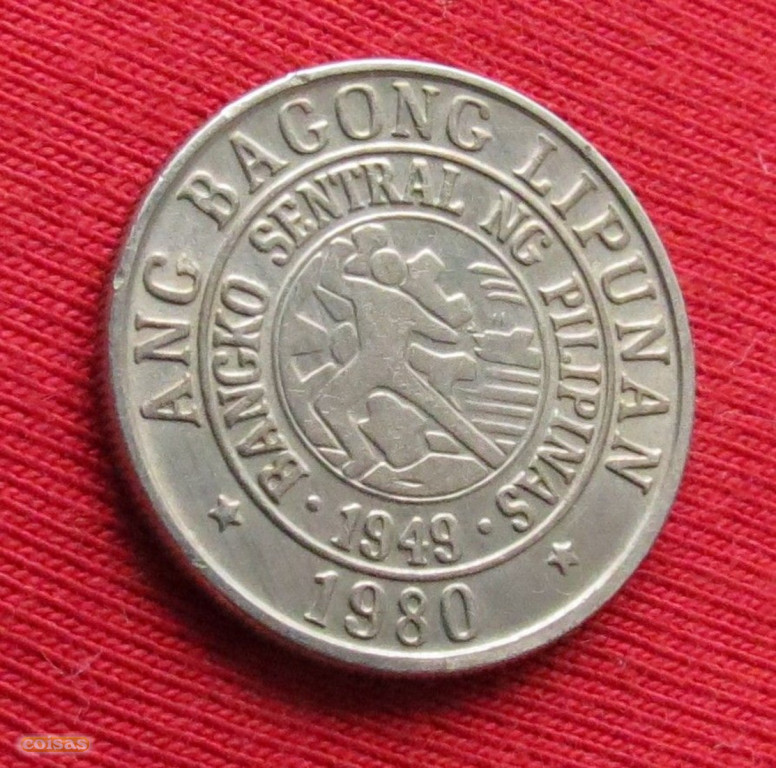 ANG BAGONG LIPUNAN
BANGKO SENTRAL NG PILIPINAS
· 1949 ·
1980
coisas